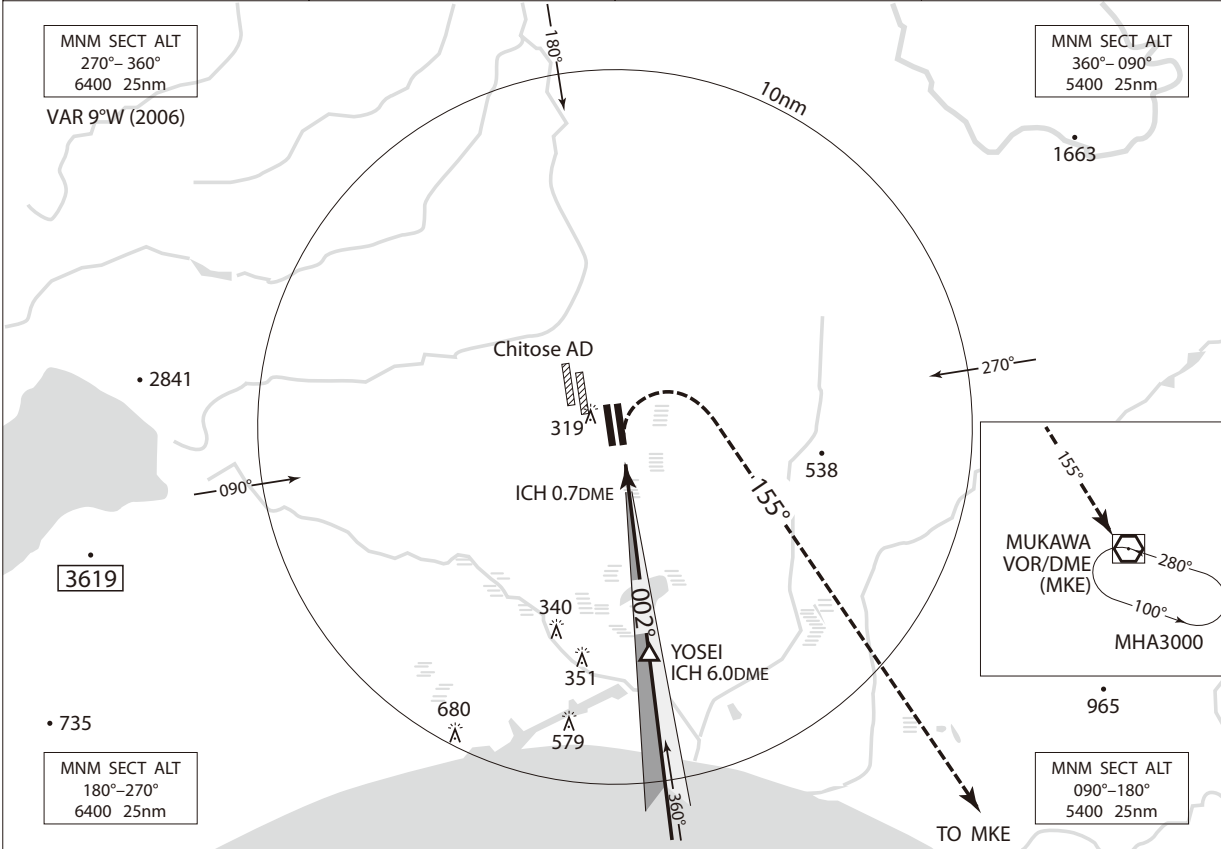 MNM SECT ALT
270°– 360°
6400 25nm
VAR 9°W (2006)
180°
10nm
MNM SECT ALT
360°– 090°
5400 25nm
1663
2841
Chitose AD
319
270°
538
090°
ICH 0.7DME
155°
3619
155°
MUKAWA
VOR/DME
(MKE)
280°
100°
MHA3000
002°
340
351
YOSEI
ICH 6.0DME
680
579
735
965
360°
MNM SECT ALT
180°–270°
6400 25nm
MNM SECT ALT
090°–180°
5400 25nm
TO MKE